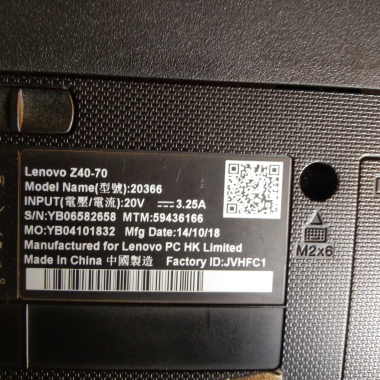 Lenovo Z40-70
Model Name(型號):20366
INPUT(電壓/電流):20V ⎓ 3.25A
S/N:YB06582658 MTM:59436166
MO:YB04101832 Mfg Date:14/10/18
Manufactured for Lenovo PC HK Limited
Made in China 中國製造 Factory ID:JVHFC1
M2x6